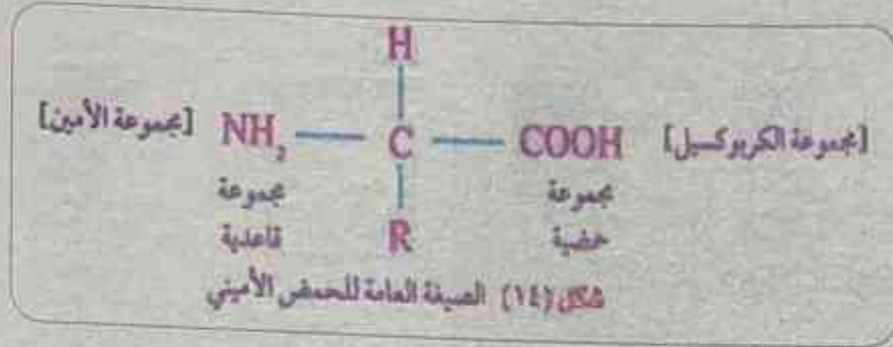 H
[مجموعة الأمين] NH₂ — C — COOH [مجموعة الكربوكسيل]
مجموعة مجموعة
قاعدية R حمضية
شكل (١٤) الصيغة العامة للحمض الأميني